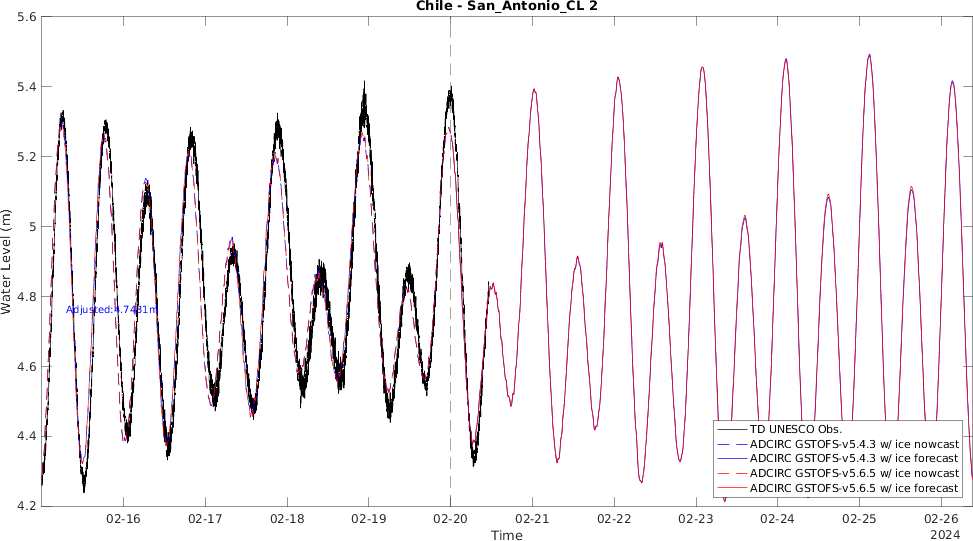 Chile - San_Antonio_CL 2
5.6
5.4
5.2
5
4.8
4.6
4.4
4.2
Water Level (m)
Adjusted:4.7481m
TD UNESCO Obs.
ADCIRC GSTOFS-v5.4.3 w/ ice nowcast
ADCIRC GSTOFS-v5.4.3 w/ ice forecast
ADCIRC GSTOFS-v5.6.5 w/ ice nowcast
ADCIRC GSTOFS-v5.6.5 w/ ice forecast
02-16 02-17 02-18 02-19 02-20 02-21 02-22 02-23 02-24 02-25 02-26
Time
2024